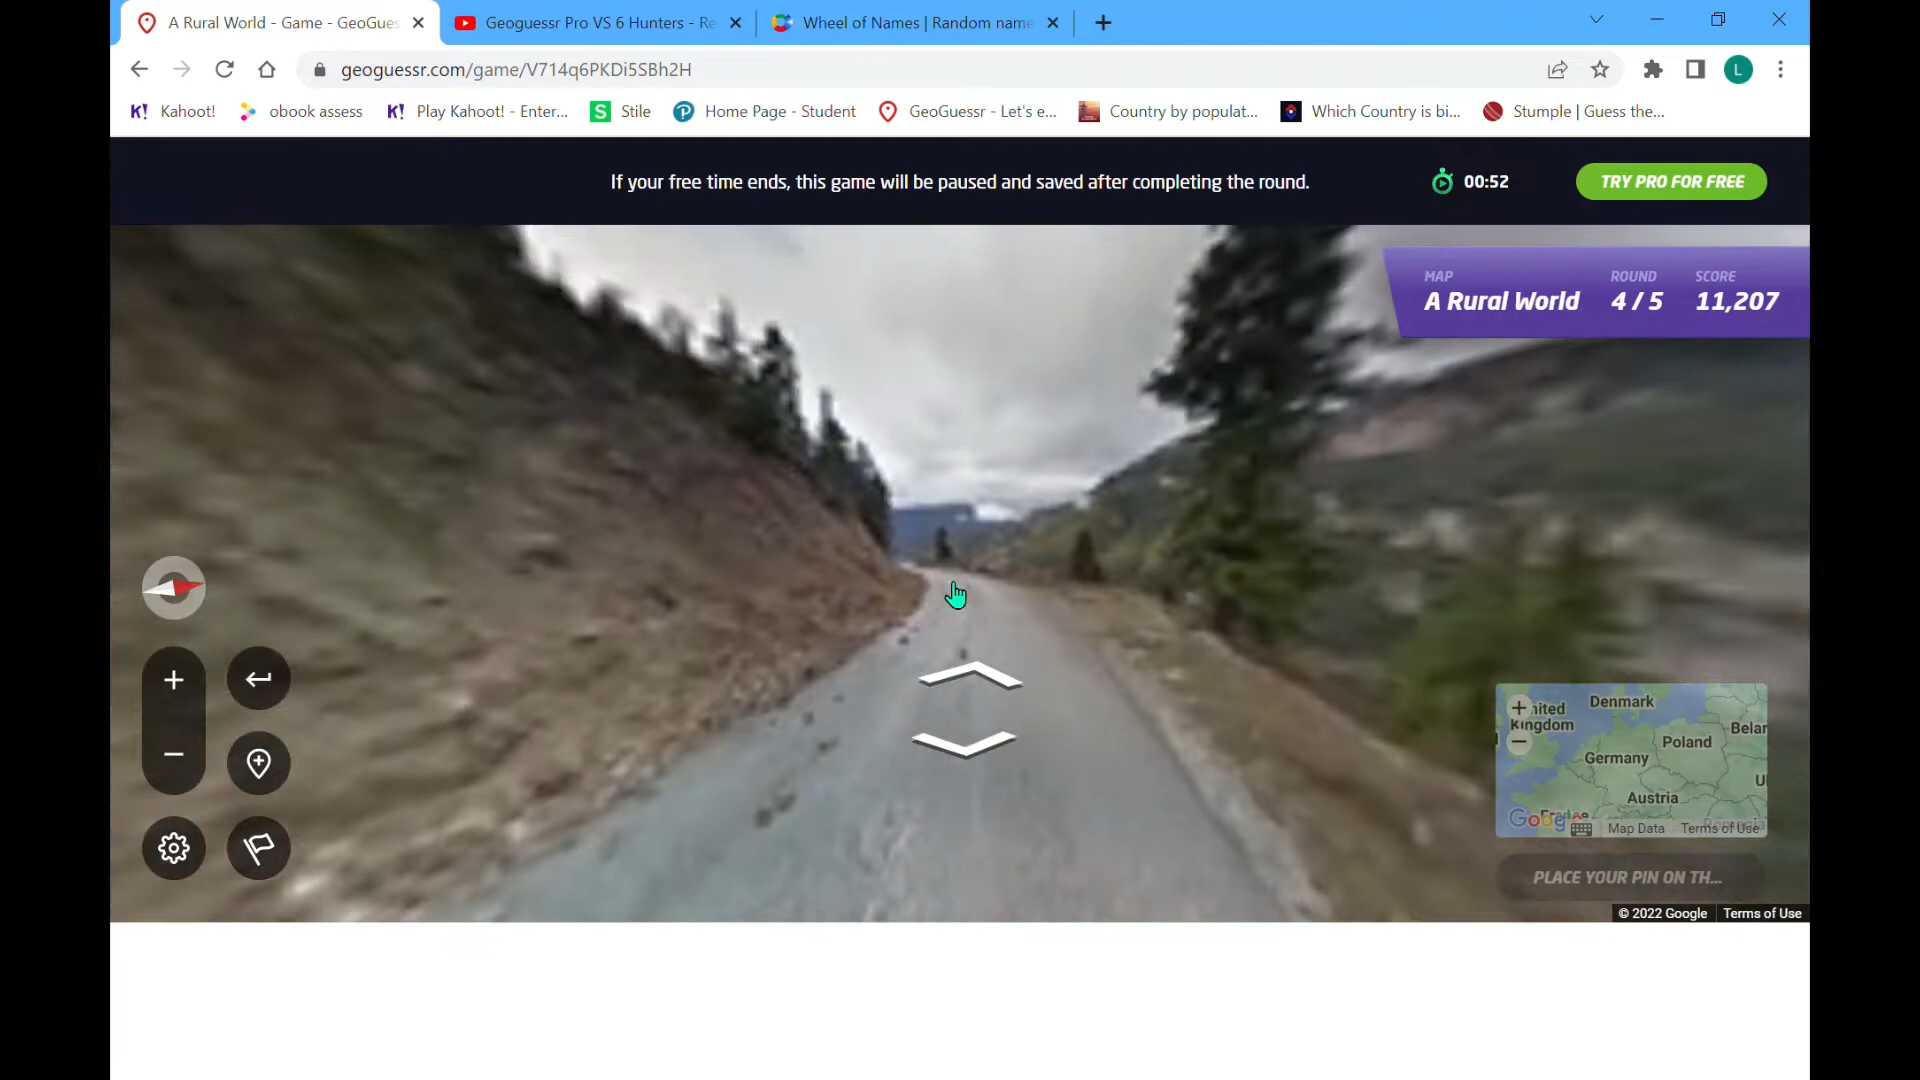 A Rural World - Game - GeoGues
Geoguessr Pro VS 6 Hunters - Re
Wheel of Names | Random name
geoguessr.com/game/V714q6PKDi5SBh2H
L
K! Kahoot!
obook assess
K! Play Kahoot! - Enter...
S Stile
Home Page - Student
GeoGuessr - Let's e...
Country by populat...
Which Country is bi...
Stumple | Guess the...
If your free time ends, this game will be paused and saved after completing the round.
00:52
TRY PRO FOR FREE
MAP ROUND SCORE
A Rural World 4 / 5 11,207
Denmark
Kingdom
Belar
Poland
Germany
Austria
Google
Map Data
Terms of Use
PLACE YOUR PIN ON TH...
© 2022 Google
Terms of Use